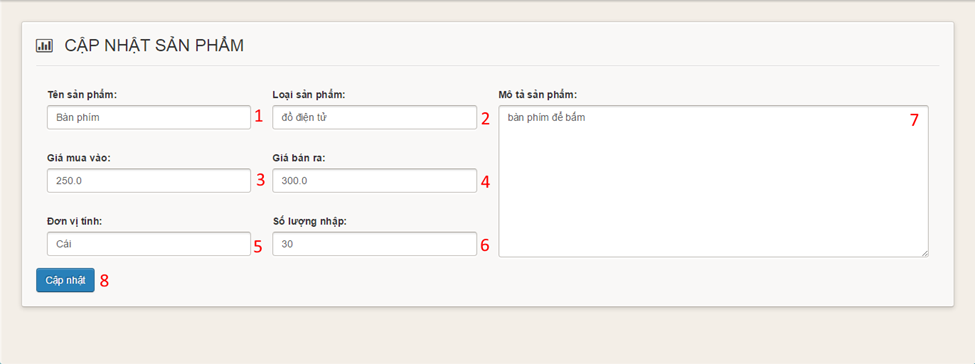 CẬP NHẬT SẢN PHẨM
Tên sản phẩm: Loại sản phẩm: Mô tả sản phẩm:
Bàn phím 1 đồ điện tử 2 bàn phím để bấm 7
Giá mua vào: Giá bán ra:
250.0 3 300.0 4
Đơn vị tính: Số lượng nhập:
Cái 5 30 6
Cập nhật 8